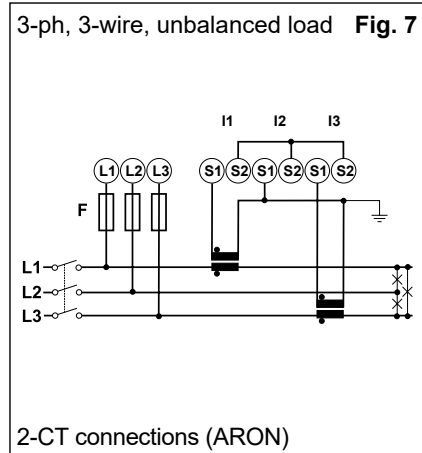 3-ph, 3-wire, unbalanced load Fig. 7
I1 I2 I3
L1 L2 L3 S1 S2 S1 S2 S1 S2
F
L1
L2
L3
2-CT connections (ARON)